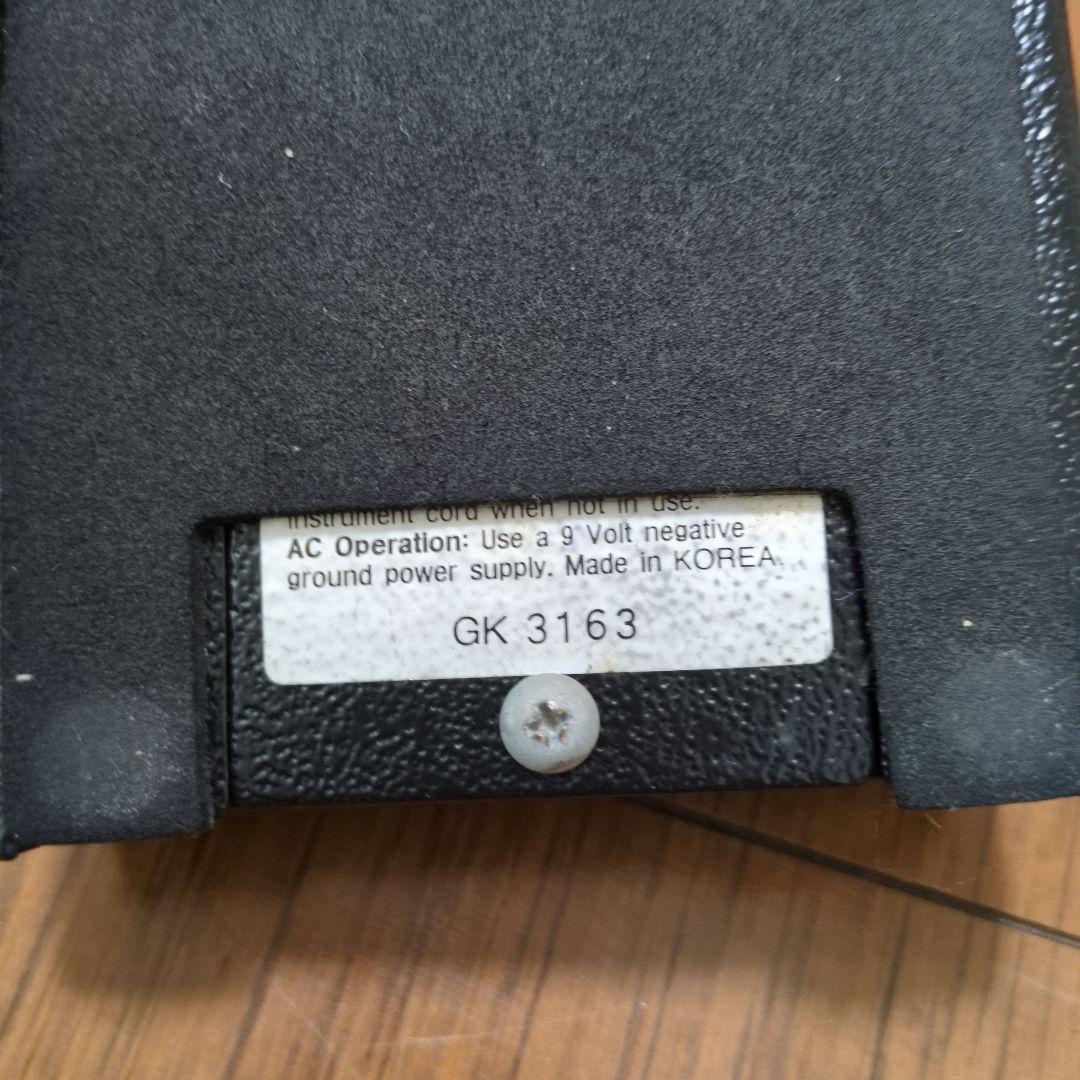 instrument cord when not in use.
AC Operation: Use a 9 Volt negative
ground power supply. Made in KOREA.
GK 3163